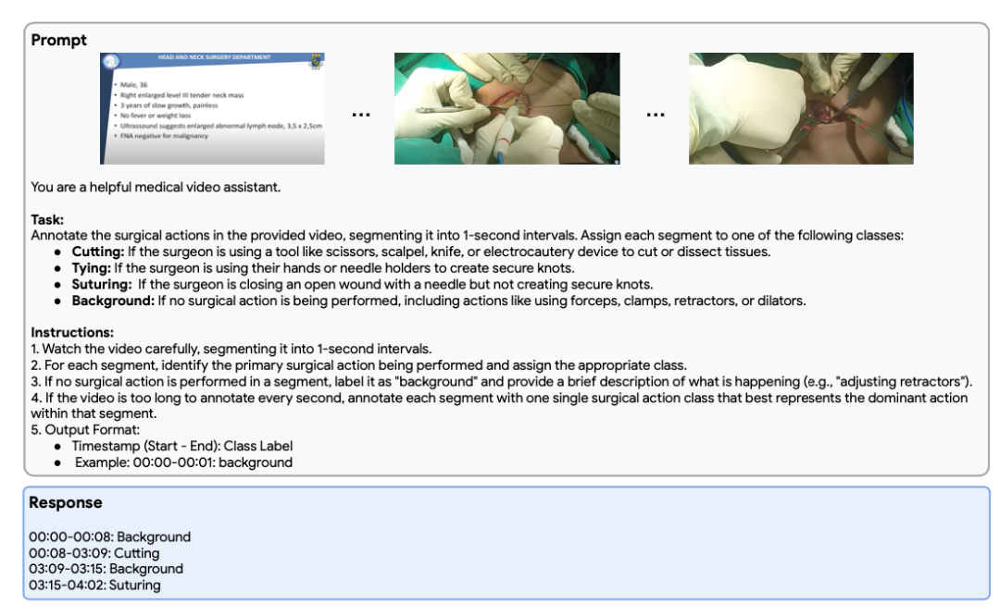 Prompt
HEAD AND NECK SURGERY DEPARTMENT
• Male, 36
• Right enlarged level III tender neck mass
• 3 years of slow growth, painless
• No fever or weight loss
• Ultrasound suggests enlarged abnormal lymph node, 3,5 x 2,5cm
• FNA negative for malignancy
...
...
You are a helpful medical video assistant.
Task:
Annotate the surgical actions in the provided video, segmenting it into 1-second intervals. Assign each segment to one of the following classes:
● Cutting: If the surgeon is using a tool like scissors, scalpel, knife, or electrocautery device to cut or dissect tissues.
● Tying: If the surgeon is using their hands or needle holders to create secure knots.
● Suturing: If the surgeon is closing an open wound with a needle but not creating secure knots.
● Background: If no surgical action is being performed, including actions like using forceps, clamps, retractors, or dilators.
Instructions:
1. Watch the video carefully, segmenting it into 1-second intervals.
2. For each segment, identify the primary surgical action being performed and assign the appropriate class.
3. If no surgical action is performed in a segment, label it as "background" and provide a brief description of what is happening (e.g., "adjusting retractors").
4. If the video is too long to annotate every second, annotate each segment with one single surgical action class that best represents the dominant action
within that segment.
5. Output Format:
● Timestamp (Start - End): Class Label
● Example: 00:00-00:01: background
Response
00:00-00:08: Background
00:08-03:09: Cutting
03:09-03:15: Background
03:15-04:02: Suturing